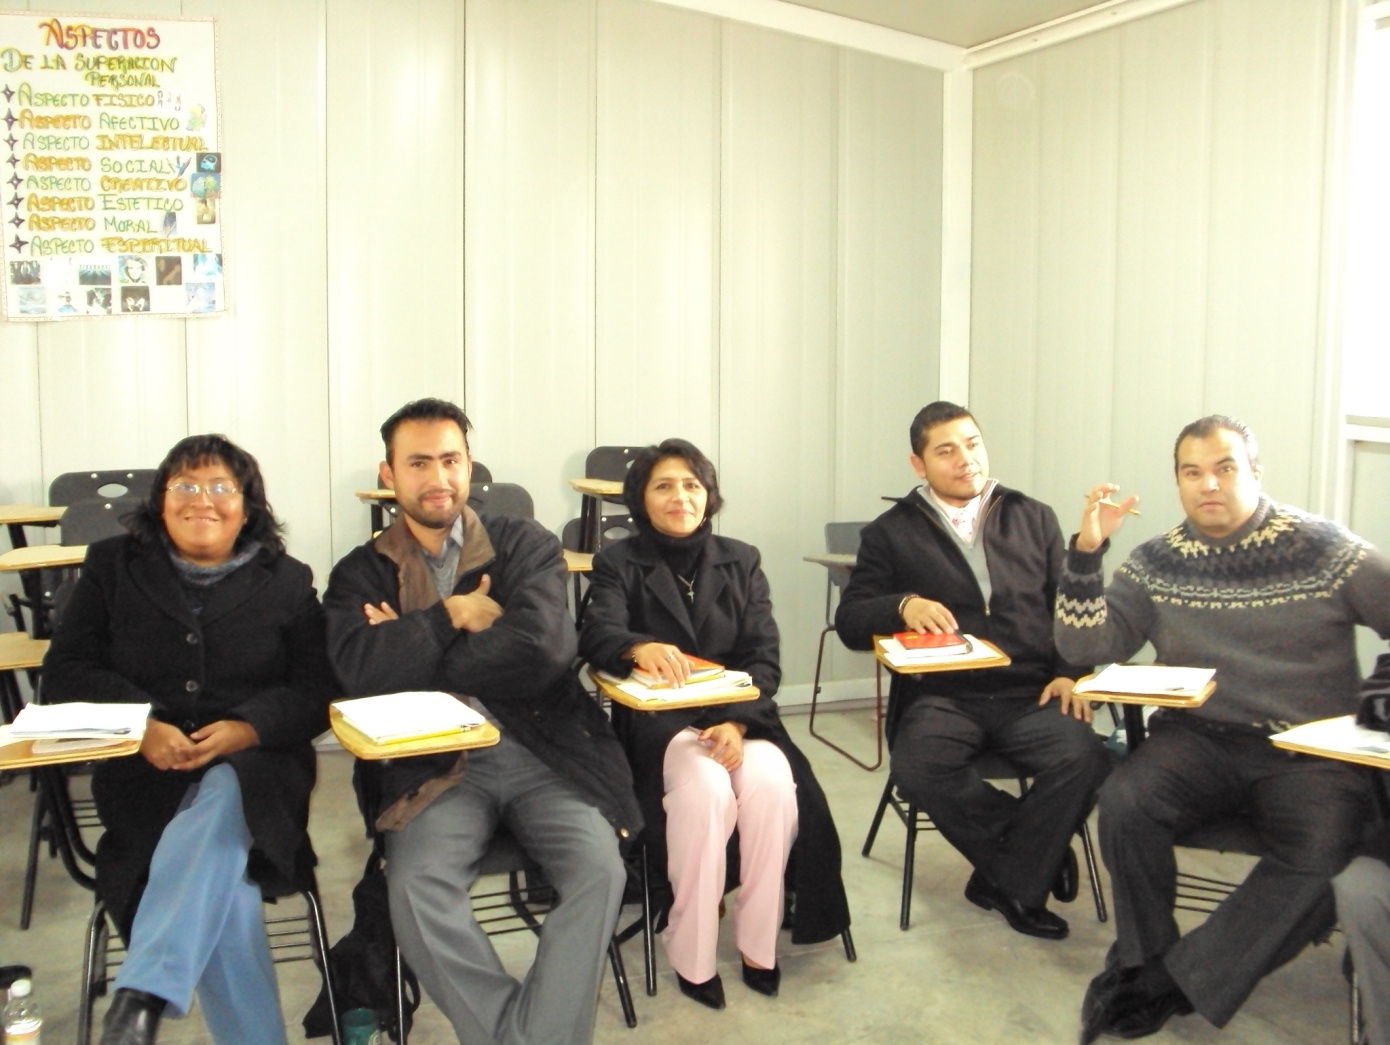 ASPECTOS
DE LA SUPERACION
PERSONAL
ASPECTO FISICO
ASPECTO AFECTIVO
ASPECTO INTELECTUAL
ASPECTO SOCIAL
ASPECTO CREATIVO
ASPECTO ESTETICO
ASPECTO MORAL
ASPECTO ESPIRITUAL